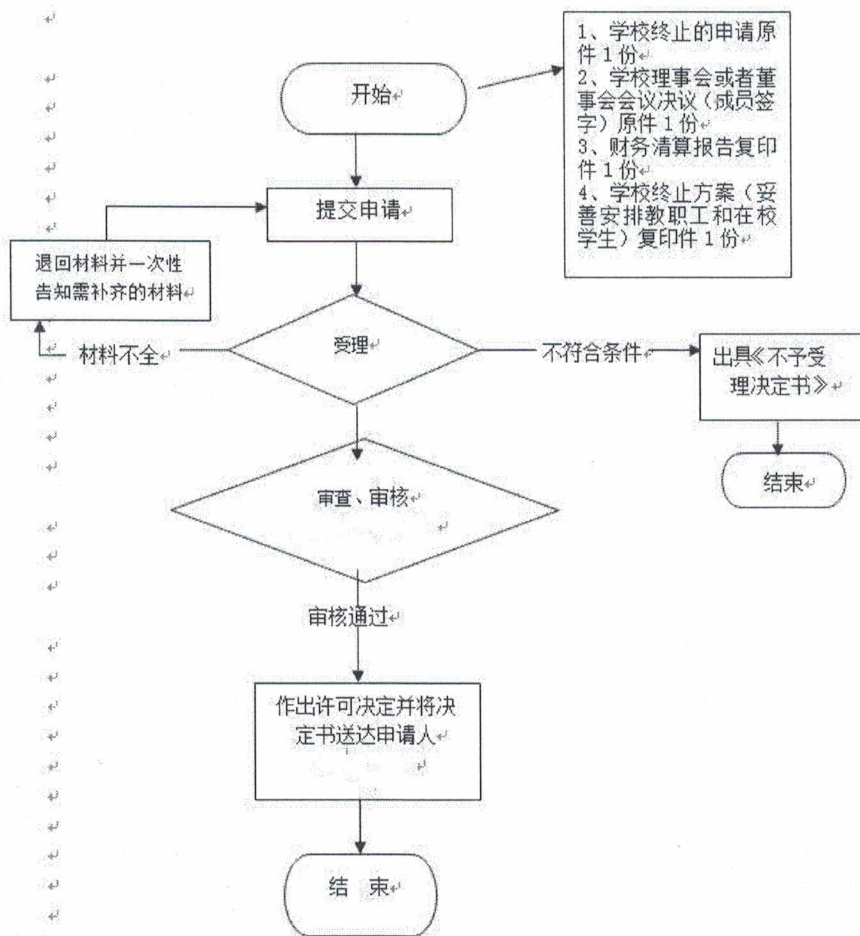 开始
1、学校终止的申请原
件1份
2、学校理事会或者董
事会会议决议(成员签
字)原件1份
3、财务清算报告复印
件1份
4、学校终止方案(妥
善安排教职工和在校
学生)复印件1份
提交申请
退回材料并一次性
告知需补齐的材料
受理
材料不全
不符合条件
出具《不予受
理决定书》
结束
审查、审核
审核通过
作出许可决定并将决
定书送达申请人
结 束